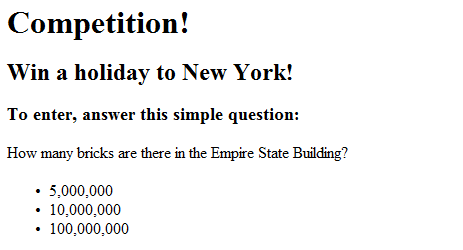 Competition!
Win a holiday to New York!
To enter, answer this simple question:
How many bricks are there in the Empire State Building?
• 5,000,000
• 10,000,000
• 100,000,000